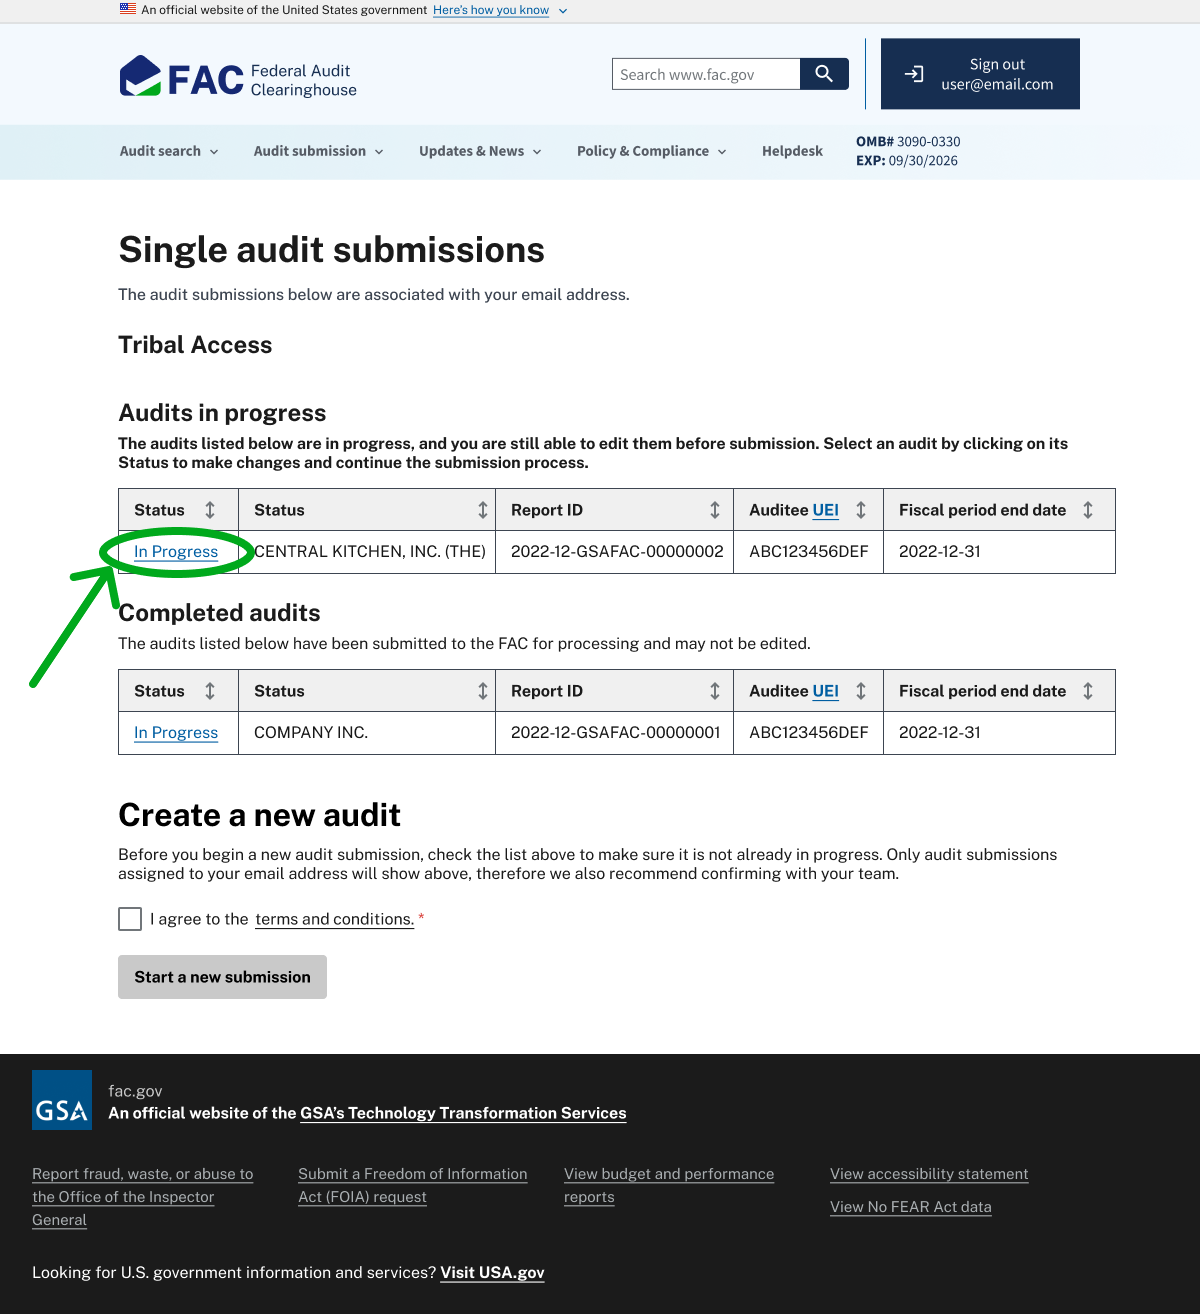 An official website of the United States government Here's how you know
FAC Federal Audit
Clearinghouse
Search www.fac.gov
Sign out
user@email.com
Audit search Audit submission Updates & News Policy & Compliance Helpdesk
OMB# 3090-0330
EXP: 09/30/2026
Single audit submissions
The audit submissions below are associated with your email address.
Tribal Access
Audits in progress
The audits listed below are in progress, and you are still able to edit them before submission. Select an audit by clicking on its
Status to make changes and continue the submission process.
Status Status Report ID Auditee UEI Fiscal period end date
In Progress CENTRAL KITCHEN, INC. (THE) 2022-12-GSAFAC-00000002 ABC123456DEF 2022-12-31
Completed audits
The audits listed below have been submitted to the FAC for processing and may not be edited.
Status Status Report ID Auditee UEI Fiscal period end date
In Progress COMPANY INC. 2022-12-GSAFAC-00000001 ABC123456DEF 2022-12-31
Create a new audit
Before you begin a new audit submission, check the list above to make sure it is not already in progress. Only audit submissions
assigned to your email address will show above, therefore we also recommend confirming with your team.
I agree to the terms and conditions. *
Start a new submission
GSA
fac.gov
An official website of the GSA's Technology Transformation Services
Report fraud, waste, or abuse to
the Office of the Inspector
General
Submit a Freedom of Information
Act (FOIA) request
View budget and performance
reports
View accessibility statement
View No FEAR Act data
Looking for U.S. government information and services? Visit USA.gov